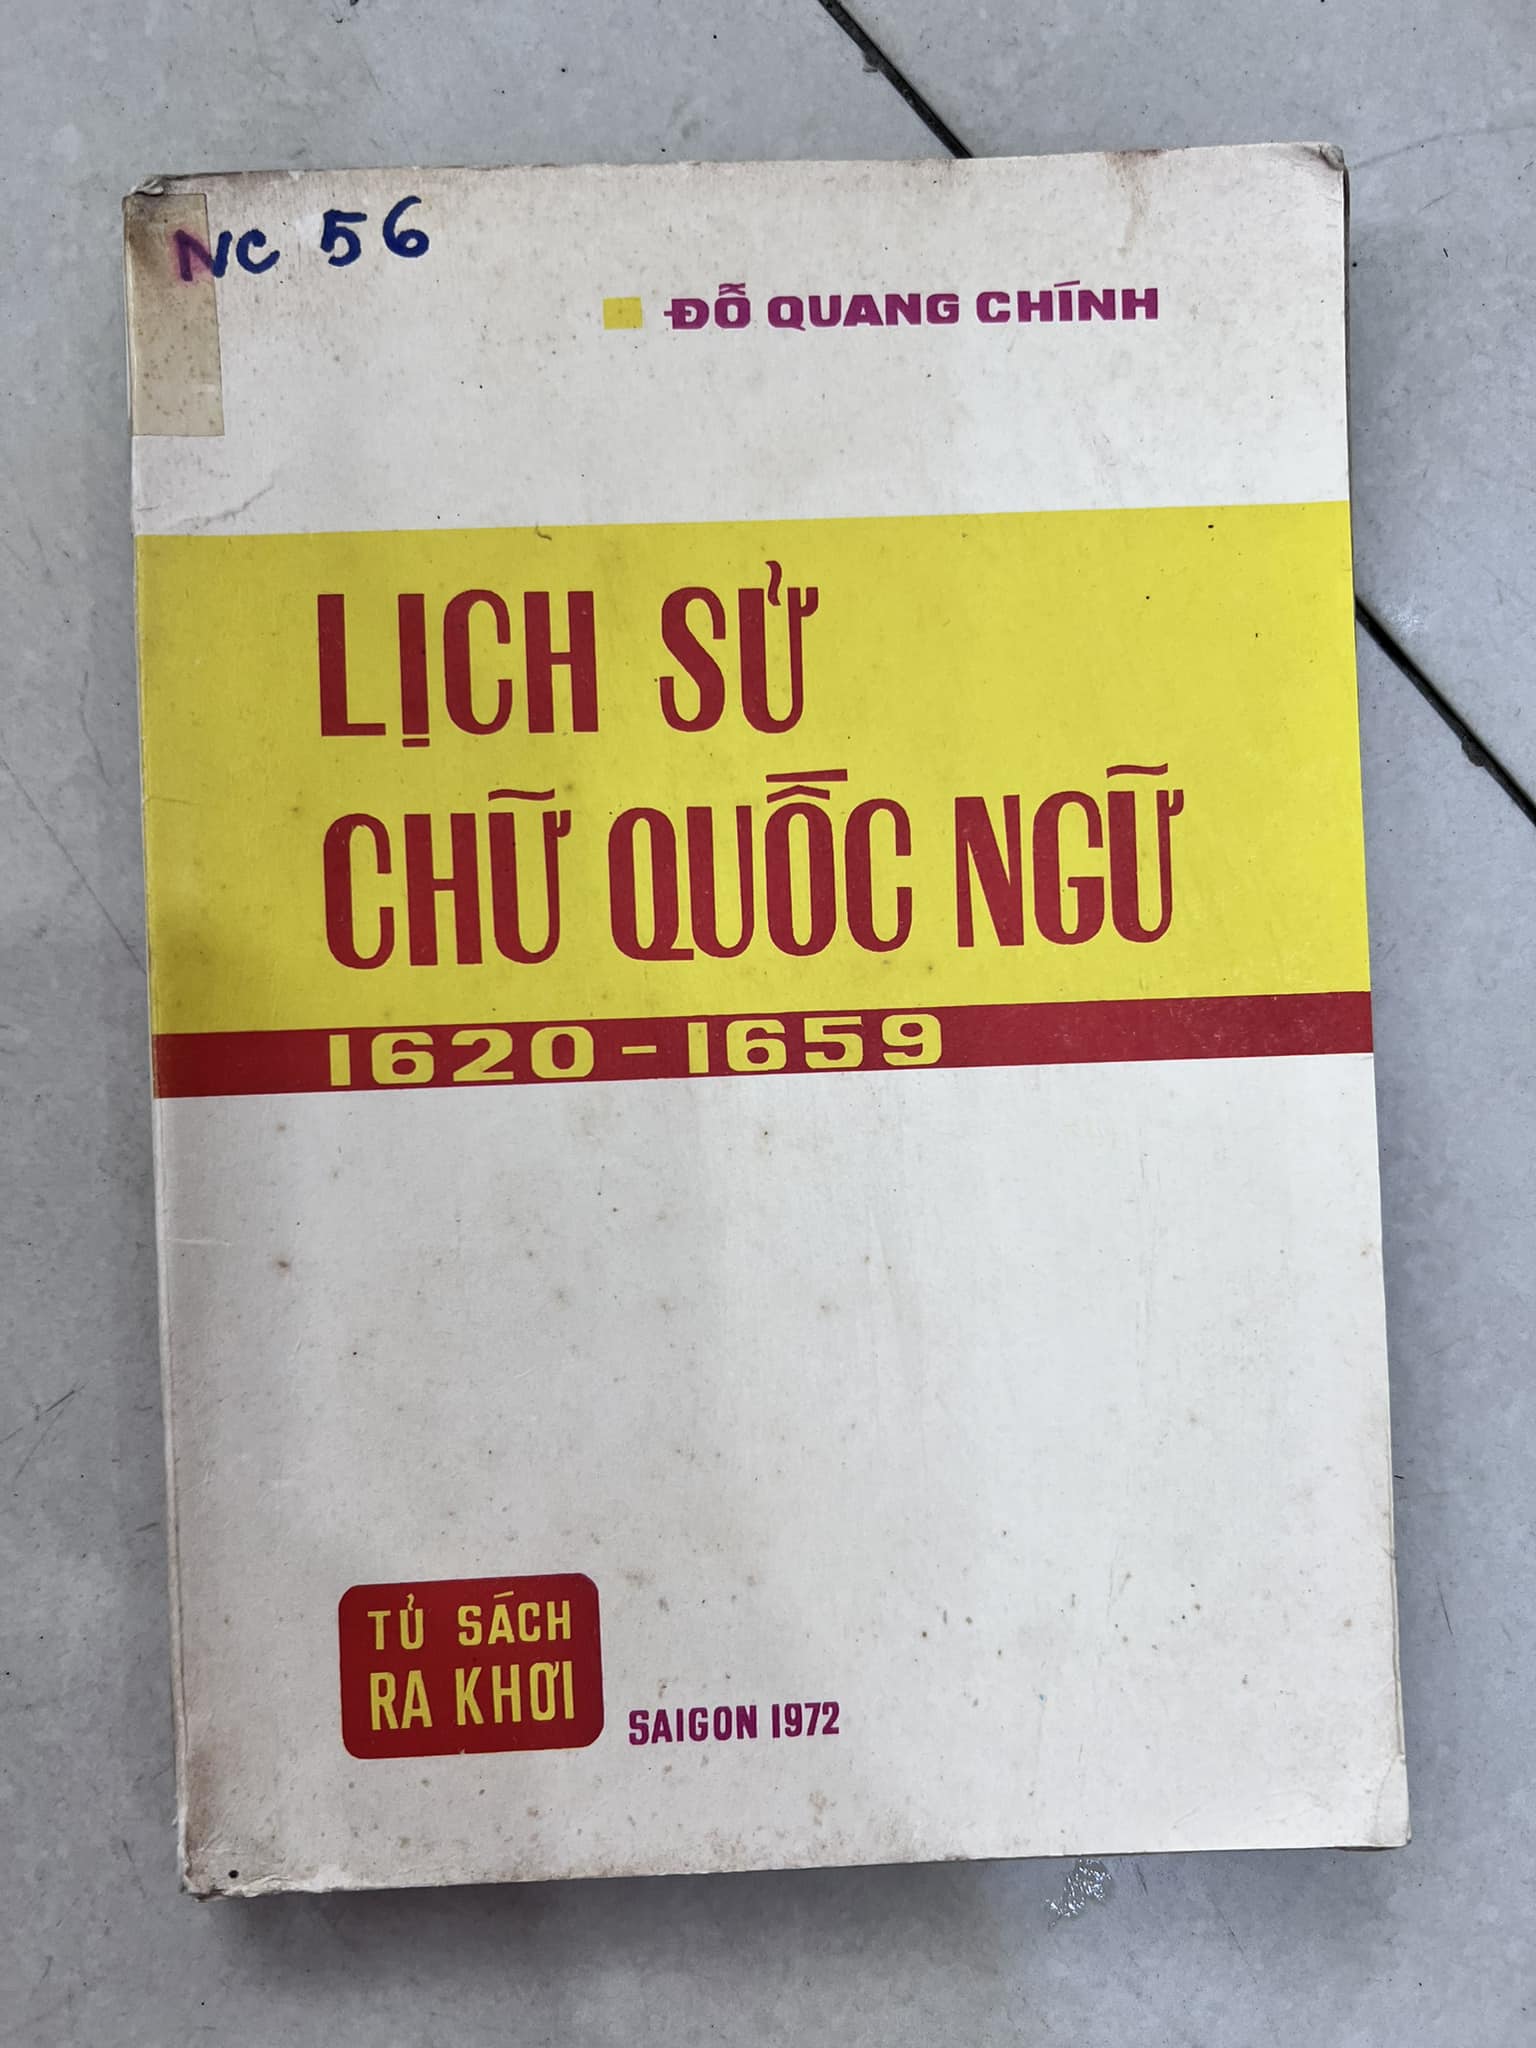 NC 56
ĐỖ QUANG CHÍNH
LỊCH SỬ
CHỮ QUỐC NGỮ
1620-1659
TỦ SÁCH
RA KHƠI
SAIGON 1972